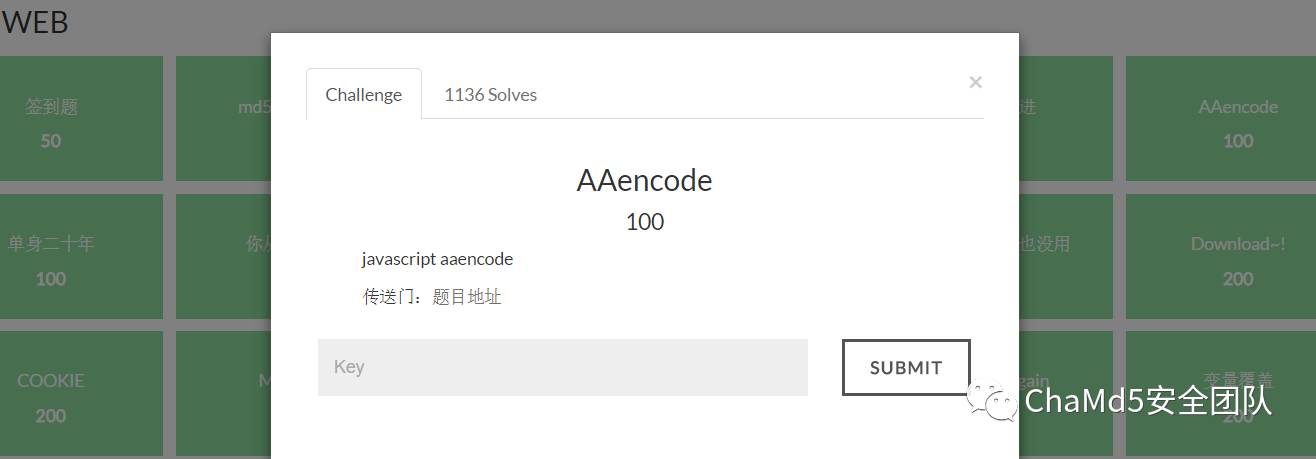 WEB
Challenge
1136 Solves
×
签到题
50
md5
进
AAencode
100
AAencode
100
javascript aaencode
传送门：题目地址
单身二十年
100
你从
也没用
Download~!
200
Key
SUBMIT
COOKIE
200
M
gain
变量覆盖
200
ChaMd5安全团队